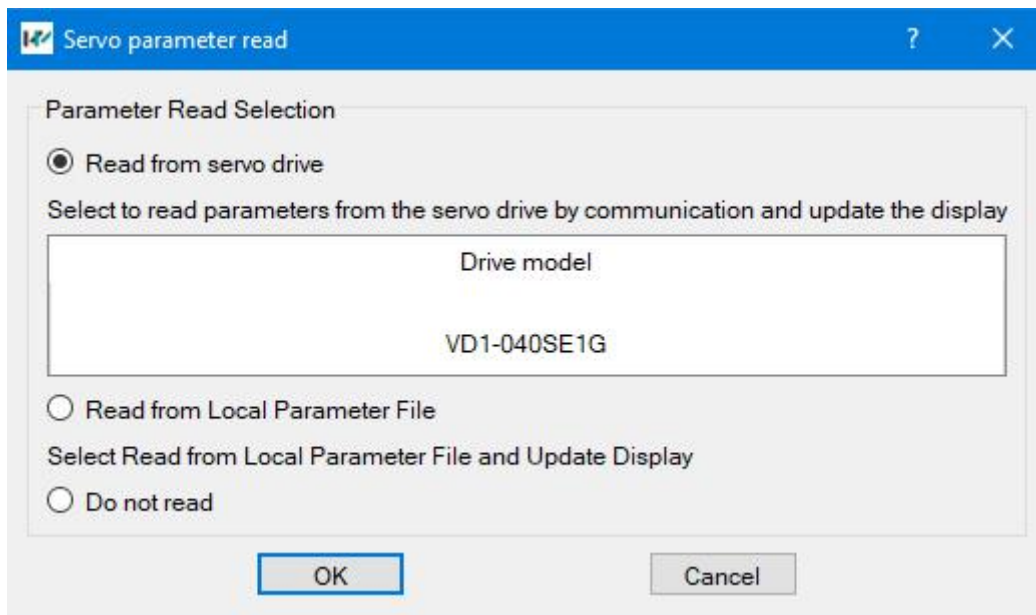 Servo parameter read
?
Parameter Read Selection
Read from servo drive
Select to read parameters from the servo drive by communication and update the display
Drive model
VD1-040SE1G
Read from Local Parameter File
Select Read from Local Parameter File and Update Display
Do not read
OK
Cancel